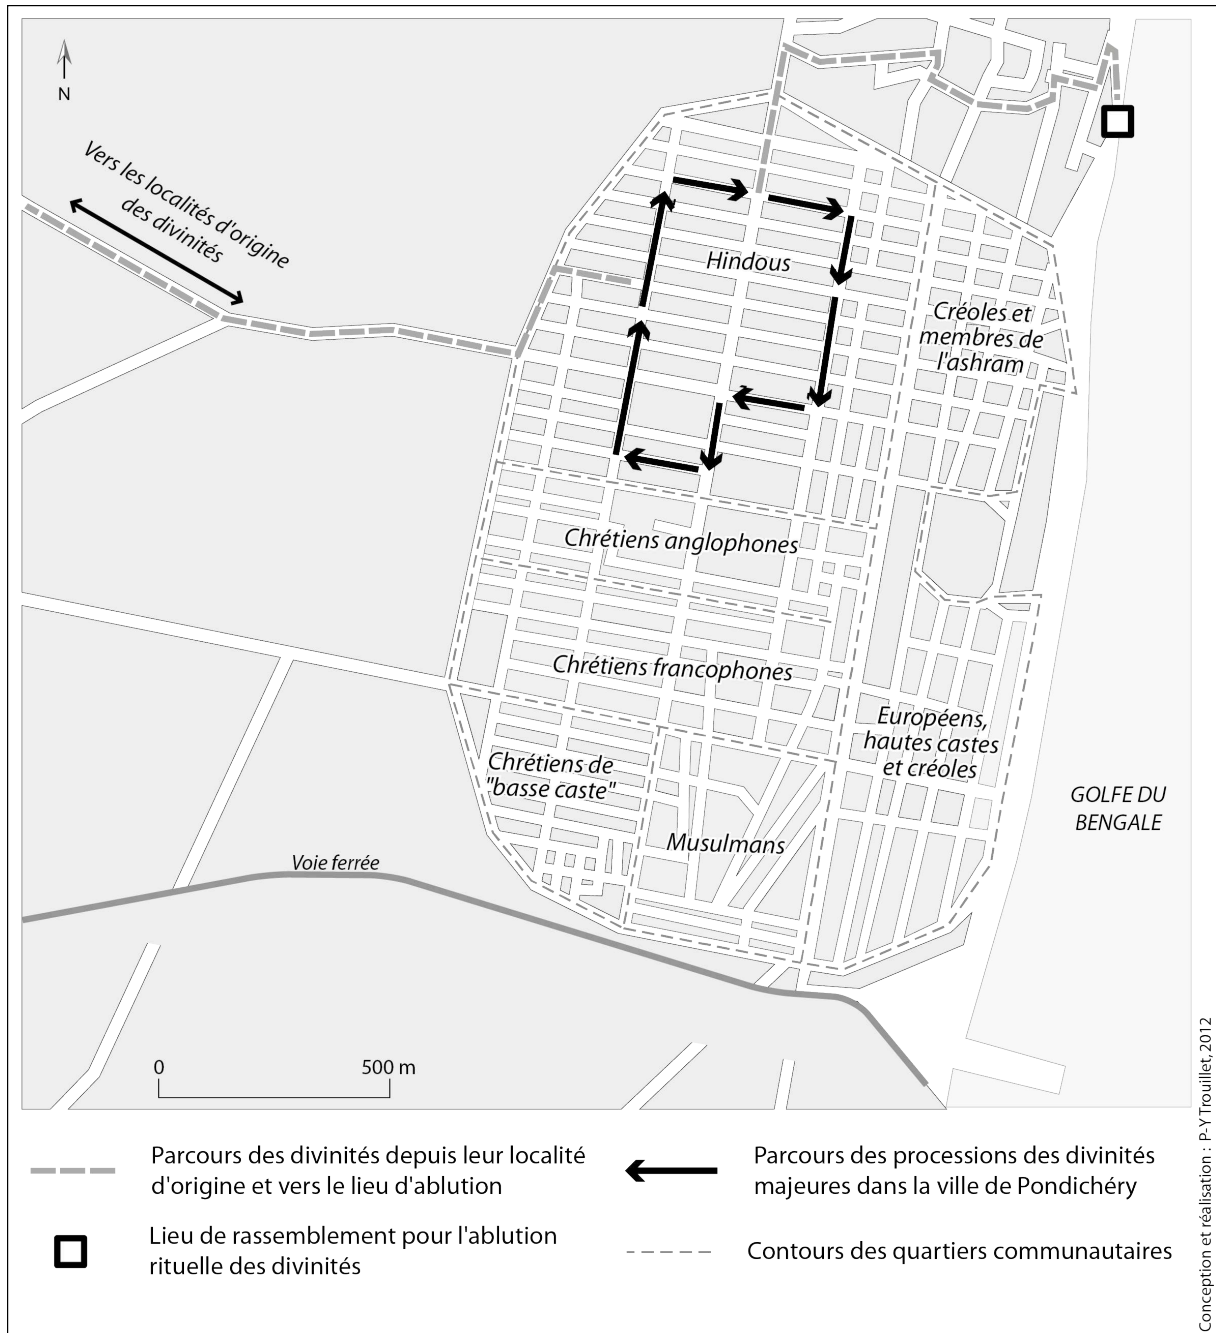 N
Vers les localités d'origine
des divinités
Hindous
Créoles et
membres de
l'ashram
Chrétiens anglophones
Chrétiens francophones
Européens,
hautes castes
et créoles
Chrétiens de
"basse caste"
Musulmans
GOLFE DU
BENGALE
Voie ferrée
0 500 m
Parcours des divinités depuis leur localité
d'origine et vers le lieu d'ablution
Parcours des processions des divinités
majeures dans la ville de Pondichéry
Lieu de rassemblement pour l'ablution
rituelle des divinités
Contours des quartiers communautaires
Conception et réalisation : P-Y Trouillet, 2012